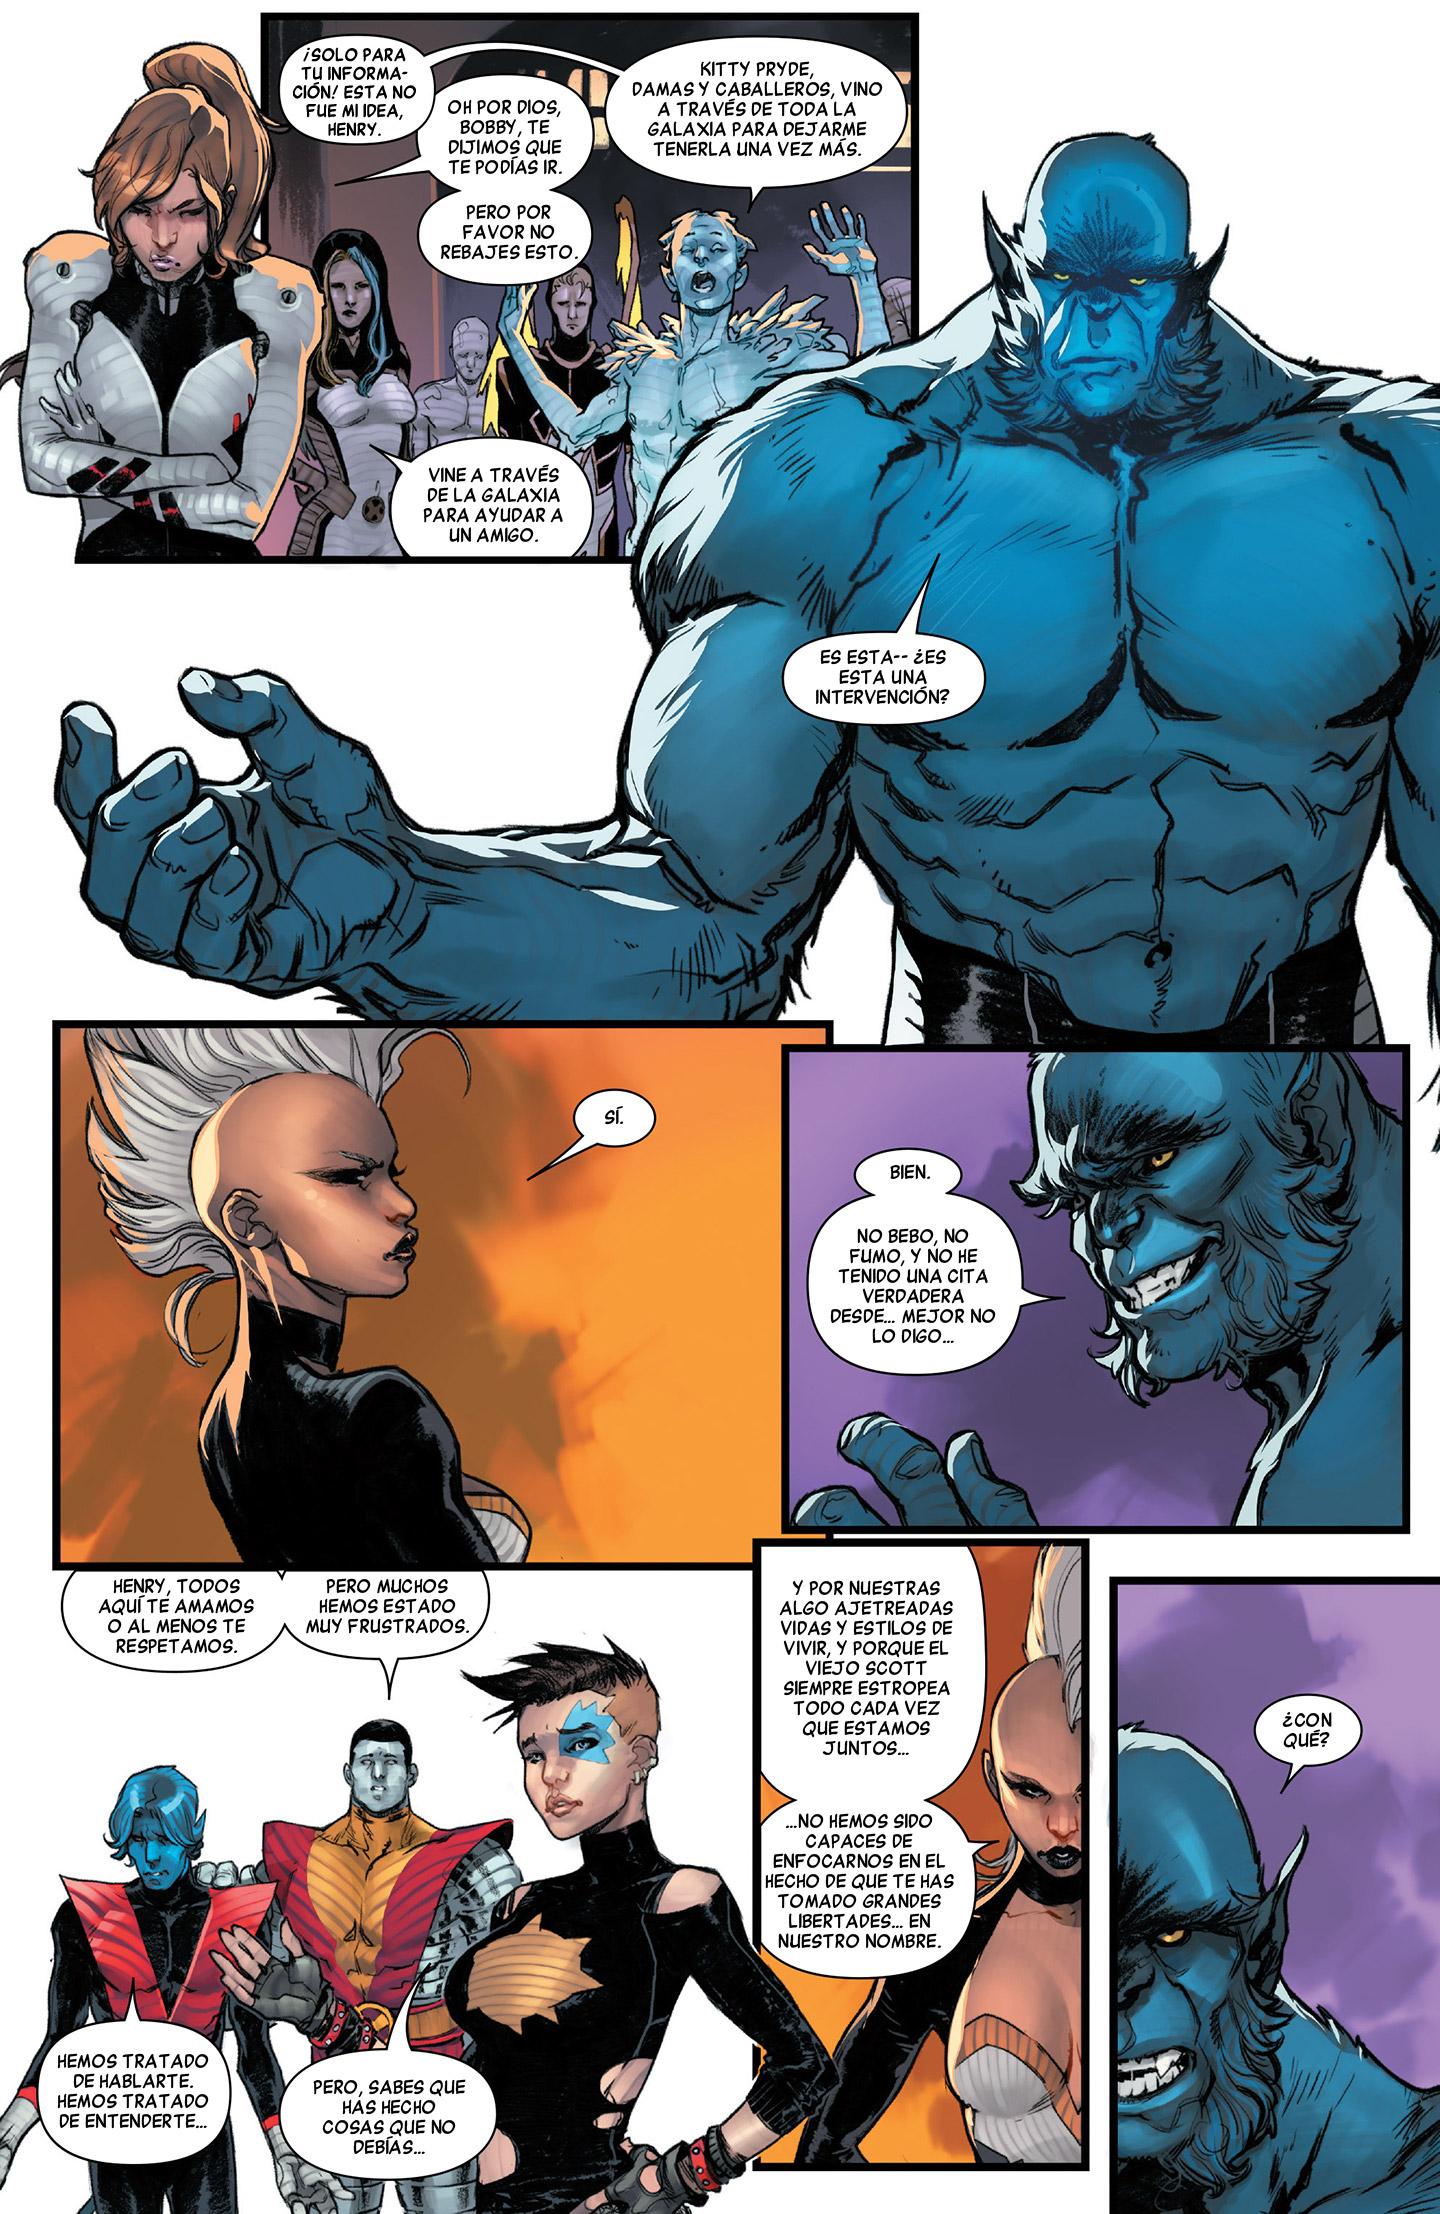 ¡SOLO PARA
TU INFORMA-
CIÓN! ESTA NO
FUE MI IDEA,
HENRY.
OH POR DIOS,
BOBBY, TE
DIJIMOS QUE
TE PODÍAS IR.
PERO POR
FAVOR NO
REBAJES ESTO.
KITTY PRYDE,
DAMAS Y CABALLEROS, VINO
A TRAVÉS DE TODA LA
GALAXIA PARA DEJARME
TENERLA UNA VEZ MÁS.
VINE A TRAVÉS
DE LA GALAXIA
PARA AYUDAR A
UN AMIGO.
ES ESTA-- ¿ES
ESTA UNA
INTERVENCIÓN?
SÍ.
BIEN.
NO BEBO, NO
FUMO, Y NO HE
TENIDO UNA CITA
VERDADERA
DESDE... MEJOR NO
LO DIGO...
HENRY, TODOS
AQUÍ TE AMAMOS
O AL MENOS TE
RESPETAMOS.
PERO MUCHOS
HEMOS ESTADO
MUY FRUSTRADOS.
HEMOS TRATADO
DE HABLARTE.
HEMOS TRATADO
DE ENTENDERTE...
PERO, SABES QUE
HAS HECHO
COSAS QUE NO
DEBÍAS...
Y POR NUESTRAS
ALGO AJETREADAS
VIDAS Y ESTILOS DE
VIVIR, Y PORQUE EL
VIEJO SCOTT
SIEMPRE ESTROPEA
TODO CADA VEZ
QUE ESTAMOS
JUNTOS...
...NO HEMOS SIDO
CAPACES DE
ENFOCARNOS EN EL
HECHO DE QUE TE HAS
TOMADO GRANDES
LIBERTADES... EN
NUESTRO NOMBRE.
¿CON
QUÉ?